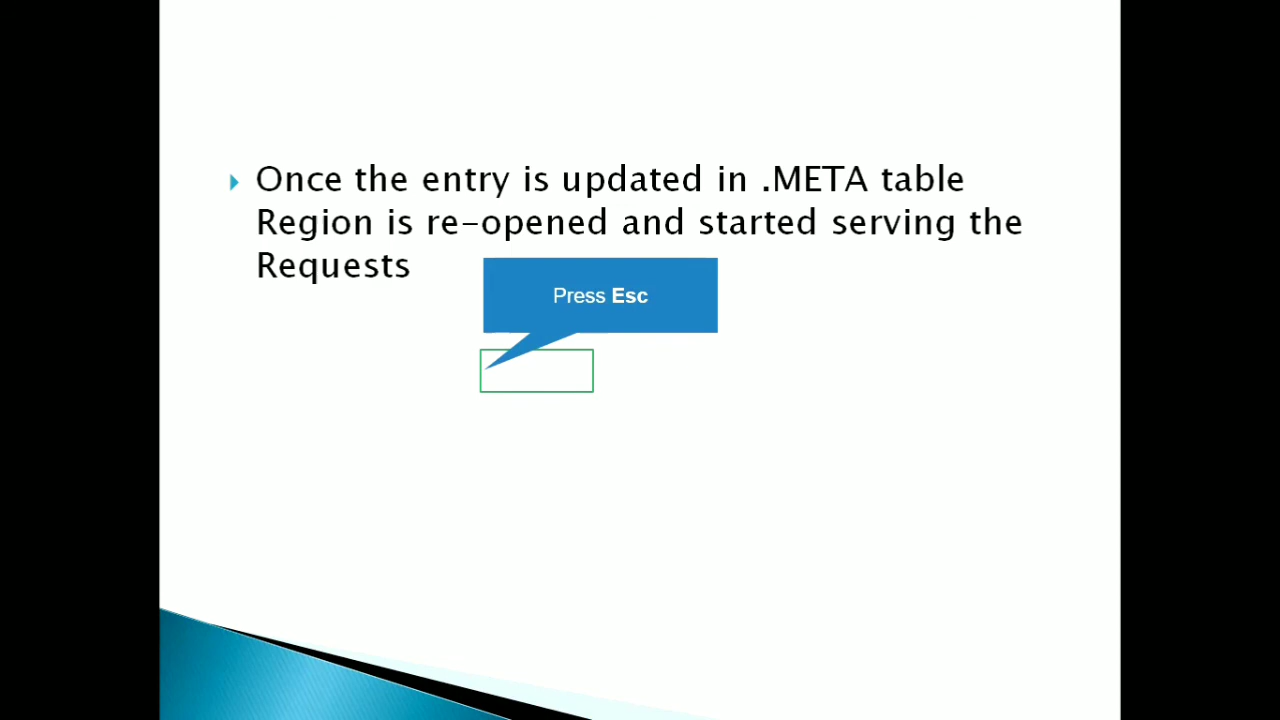 Once the entry is updated in .META table
Region is re-opened and started serving the
Requests
Press Esc